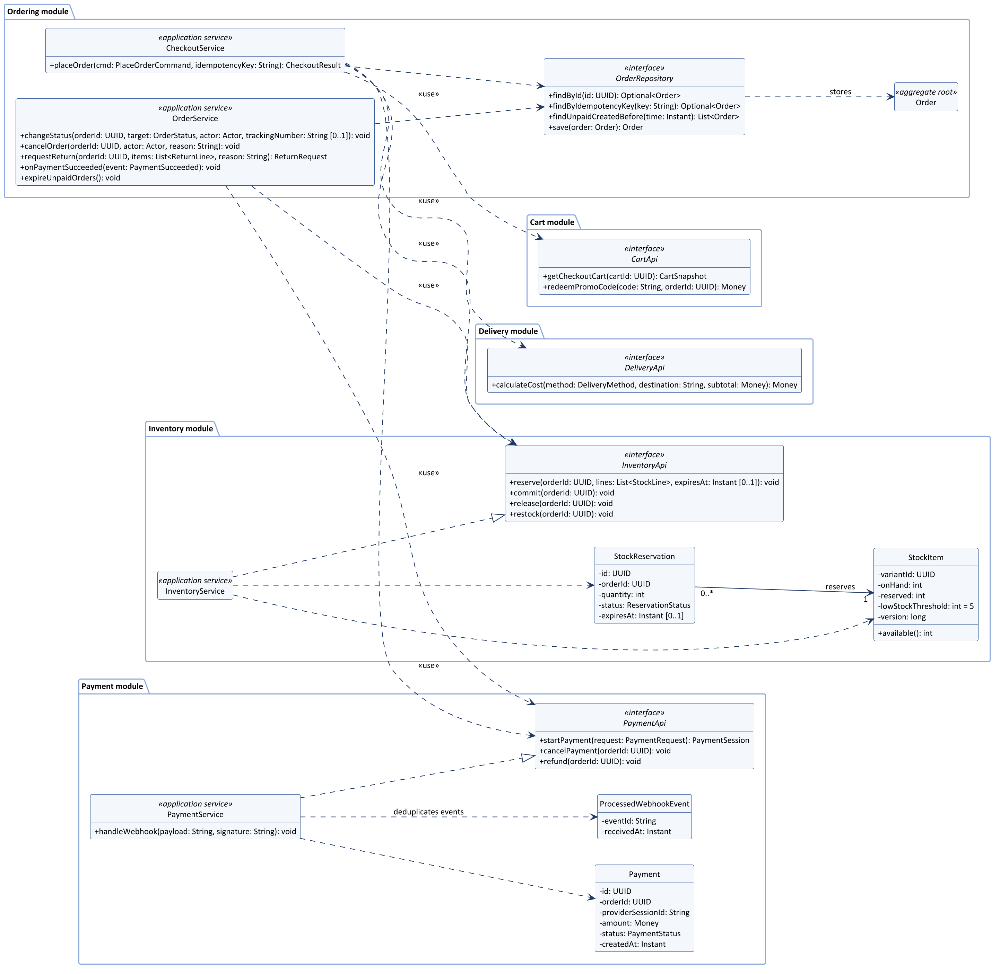 Ordering module
«application service»
CheckoutService
+placeOrder(cmd: PlaceOrderCommand, idempotencyKey: String): CheckoutResult
«application service»
OrderService
+changeStatus(orderId: UUID, target: OrderStatus, actor: Actor, trackingNumber: String [0..1]): void
+cancelOrder(orderId: UUID, actor: Actor, reason: String): void
+requestReturn(orderId: UUID, items: List<ReturnLine>, reason: String): ReturnRequest
+onPaymentSucceeded(event: PaymentSucceeded): void
+expireUnpaidOrders(): void
«interface»
OrderRepository
+findById(id: UUID): Optional<Order>
+findByIdempotencyKey(key: String): Optional<Order>
+findUnpaidCreatedBefore(time: Instant): List<Order>
+save(order: Order): Order
stores
«aggregate root»
Order
«use»
«use»
«use»
«use»
Cart module
«interface»
CartApi
+getCheckoutCart(cartId: UUID): CartSnapshot
+redeemPromoCode(code: String, orderId: UUID): Money
Delivery module
«interface»
DeliveryApi
+calculateCost(method: DeliveryMethod, destination: String, subtotal: Money): Money
Inventory module
«use»
«interface»
InventoryApi
+reserve(orderId: UUID, lines: List<StockLine>, expiresAt: Instant [0..1]): void
+commit(orderId: UUID): void
+release(orderId: UUID): void
+restock(orderId: UUID): void
«application service»
InventoryService
StockReservation
-id: UUID
-orderId: UUID
-quantity: int
-status: ReservationStatus
-expiresAt: Instant [0..1]
0..*
reserves
1
StockItem
-variantId: UUID
-onHand: int
-reserved: int
-lowStockThreshold: int = 5
-version: long
+available(): int
«use»
Payment module
«interface»
PaymentApi
+startPayment(request: PaymentRequest): PaymentSession
+cancelPayment(orderId: UUID): void
+refund(orderId: UUID): void
«application service»
PaymentService
+handleWebhook(payload: String, signature: String): void
deduplicates events
ProcessedWebhookEvent
-eventId: String
-receivedAt: Instant
Payment
-id: UUID
-orderId: UUID
-providerSessionId: String
-amount: Money
-status: PaymentStatus
-createdAt: Instant